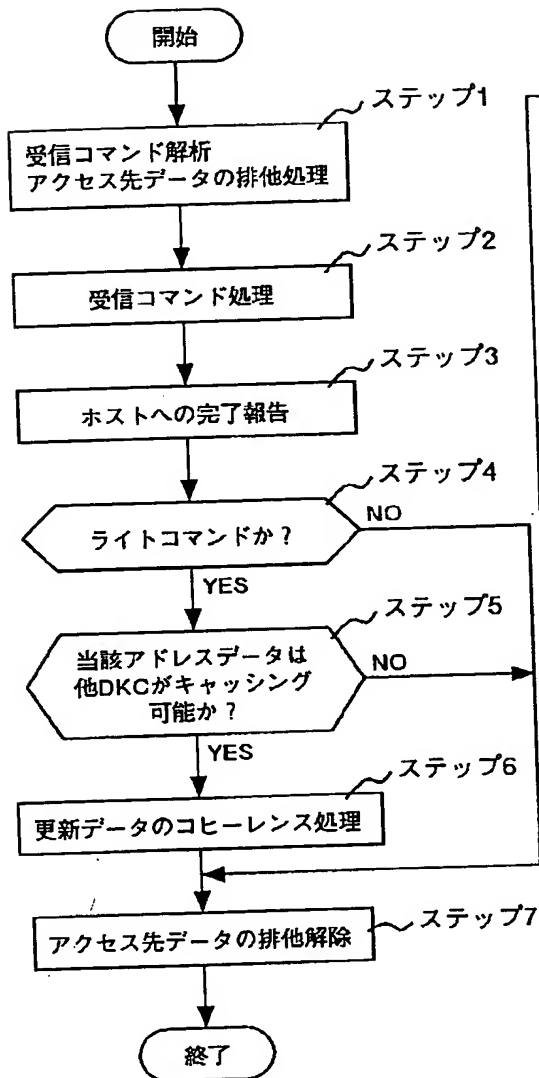 開始
ステップ1
受信コマンド解析
アクセス先データの排他処理
ステップ2
受信コマンド処理
ステップ3
ホストへの完了報告
ステップ4
ライトコマンドか?
NO
YES
ステップ5
当該アドレスデータは
他DKCがキャッシング
可能か?
NO
YES
ステップ6
更新データのコヒーレンス処理
ステップ7
アクセス先データの排他解除
終了